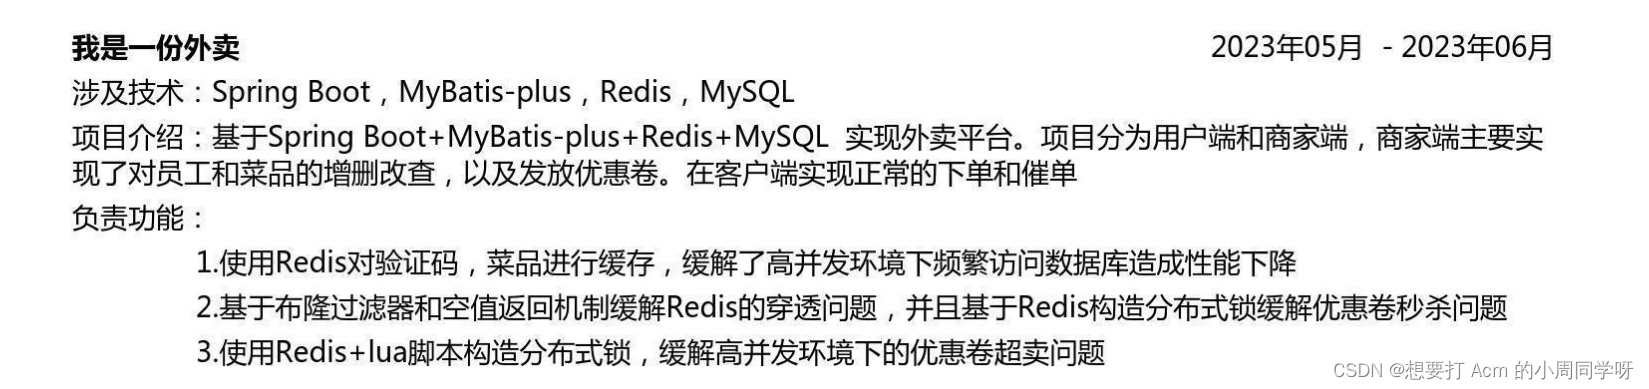 我是一份外卖 2023年05月 - 2023年06月
涉及技术：Spring Boot，MyBatis-plus，Redis，MySQL
项目介绍：基于Spring Boot+MyBatis-plus+Redis+MySQL 实现外卖平台。项目分为用户端和商家端，商家端主要实
现了对员工和菜品的增删改查，以及发放优惠卷。在客户端实现正常的下单和催单
负责功能：
1.使用Redis对验证码，菜品进行缓存，缓解了高并发环境下频繁访问数据库造成性能下降
2.基于布隆过滤器和空值返回机制缓解Redis的穿透问题，并且基于Redis构造分布式锁缓解优惠卷秒杀问题
3.使用Redis+lua脚本构造分布式锁，缓解高并发环境下的优惠卷超卖问题
CSDN @想要打 Acm 的小周同学呀